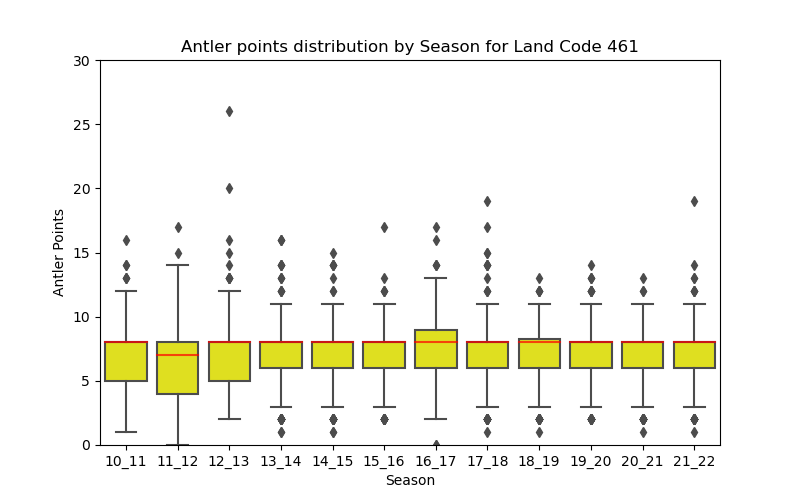 Antler points distribution by Season for Land Code 461
30
25
20
15
10
5
0
Antler Points
10_11 11_12 12_13 13_14 14_15 15_16 16_17 17_18 18_19 19_20 20_21 21_22
Season